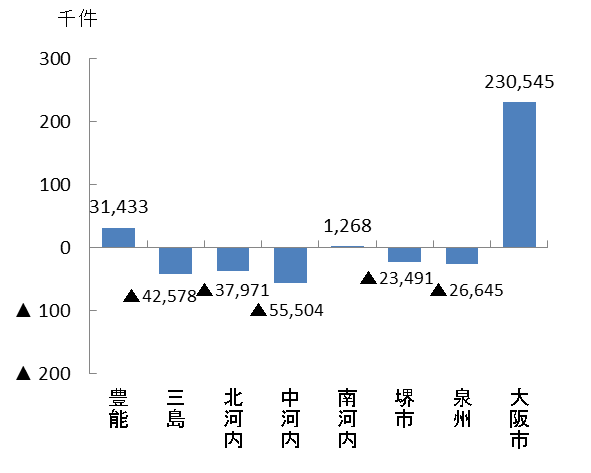 千件
300
200
100
0
▲ 100
▲ 200
31,433
▲ 42,578
▲ 37,971
▲ 55,504
1,268
▲ 23,491
▲ 26,645
230,545
豊能
三島
北河内
中河内
南河内
堺市
泉州
大阪市